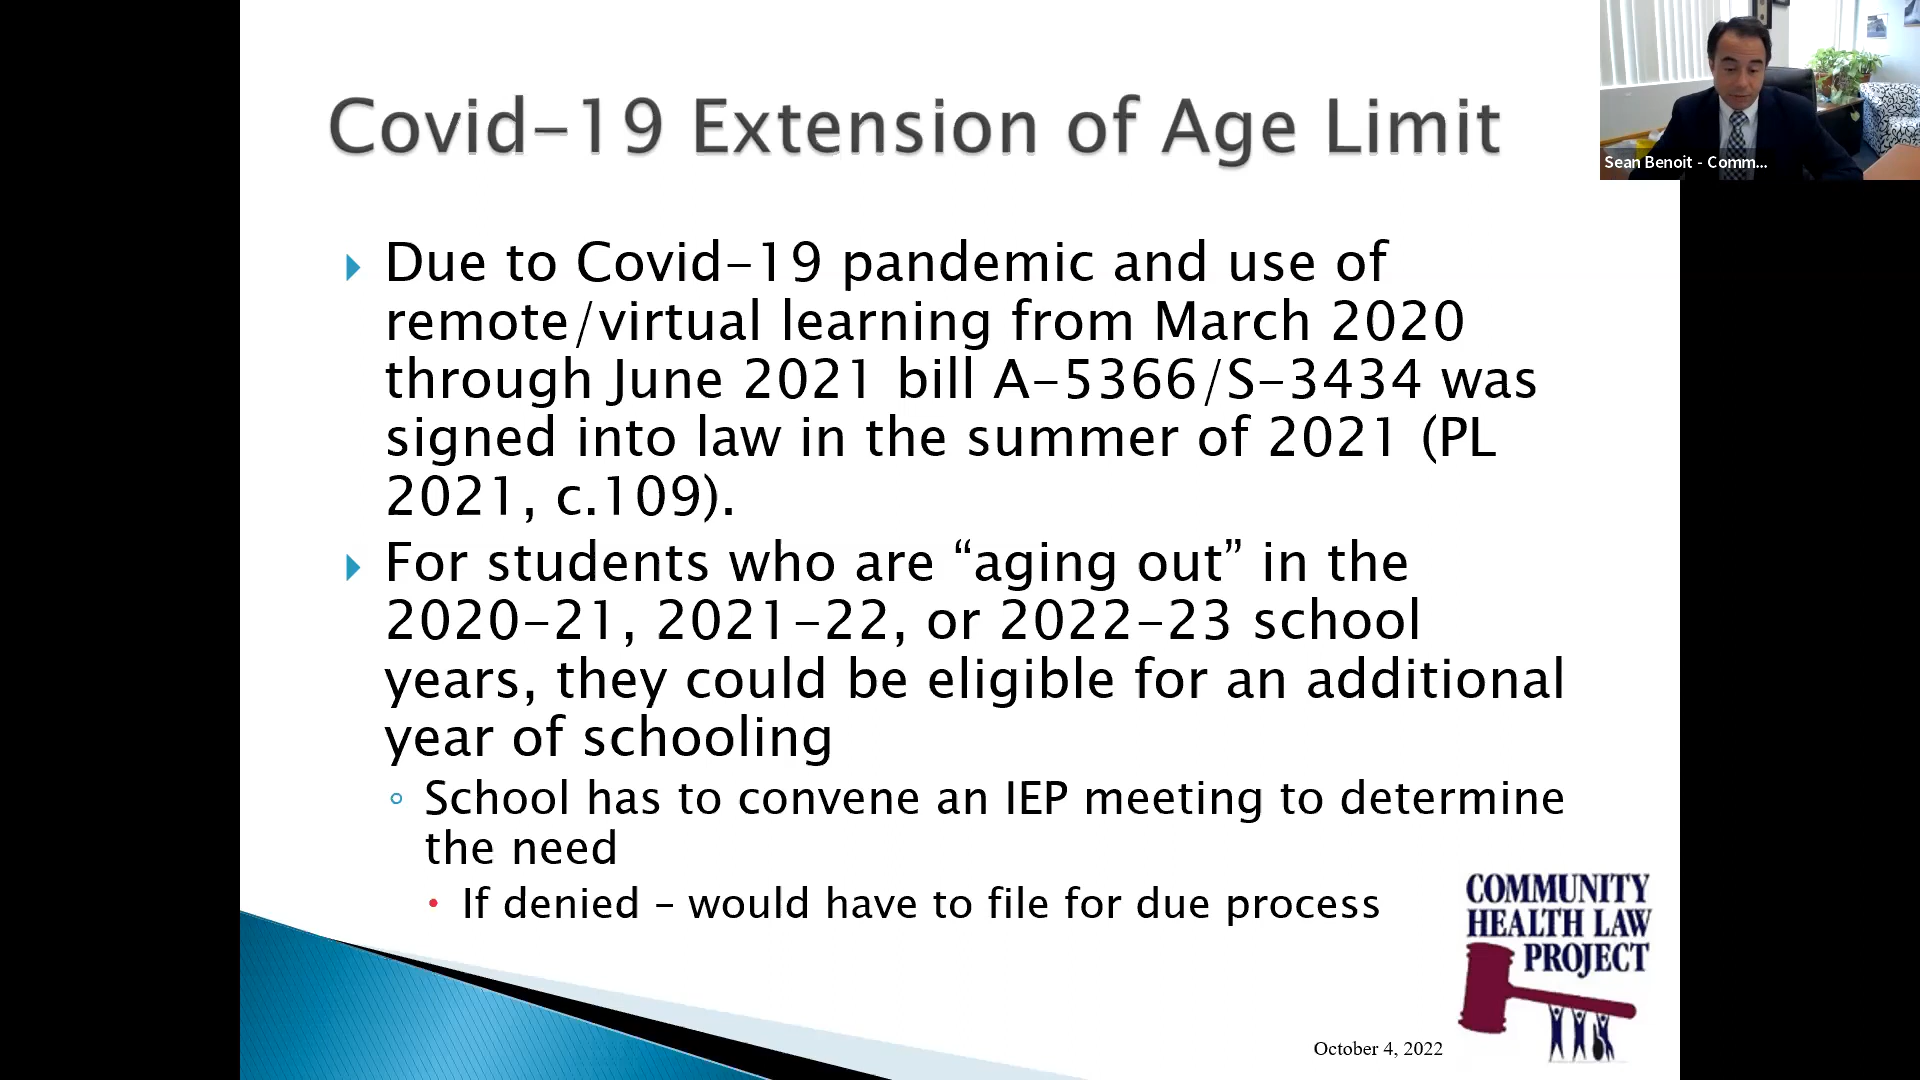 Covid-19 Extension of Age Limit
Sean Benoit - Comm...
Due to Covid-19 pandemic and use of
remote/virtual learning from March 2020
through June 2021 bill A-5366/S-3434 was
signed into law in the summer of 2021 (PL
2021, c.109).
For students who are “aging out” in the
2020-21, 2021-22, or 2022-23 school
years, they could be eligible for an additional
year of schooling
School has to convene an IEP meeting to determine
the need
If denied – would have to file for due process
COMMUNITY
HEALTH LAW
PROJECT
October 4, 2022